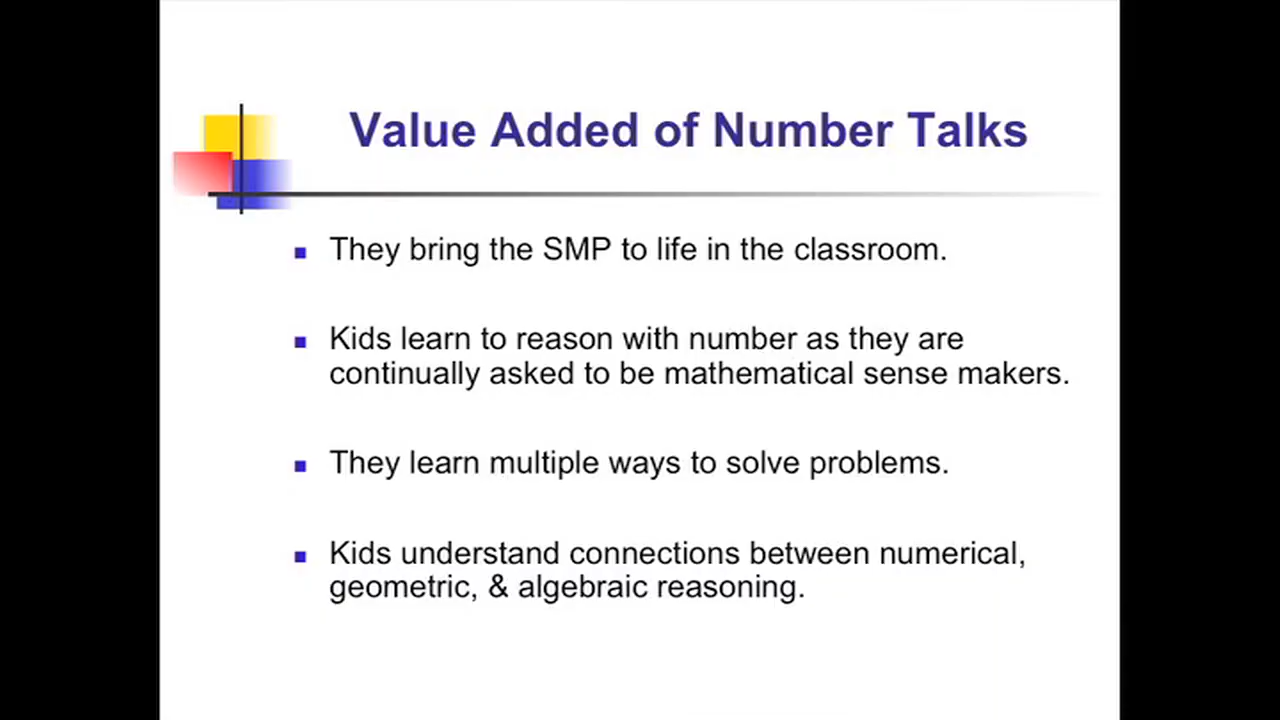 Value Added of Number Talks
They bring the SMP to life in the classroom.
Kids learn to reason with number as they are
continually asked to be mathematical sense makers.
They learn multiple ways to solve problems.
Kids understand connections between numerical,
geometric, & algebraic reasoning.